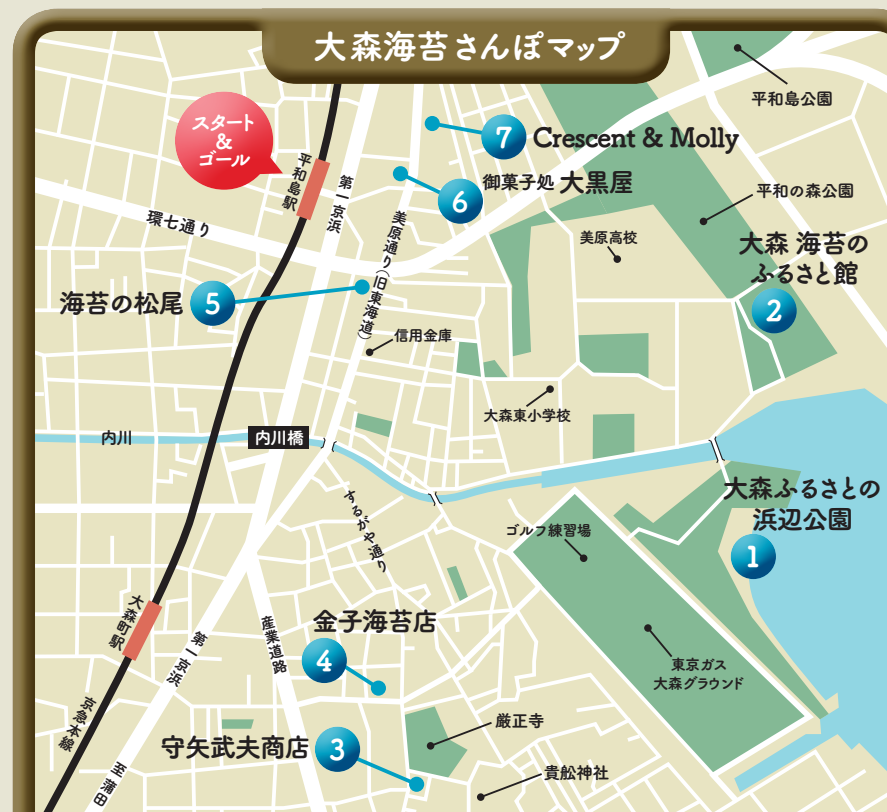 大森海苔さんぽマップ
スタート
&
ゴール
平和島駅
第一京浜
環七通り
7 Crescent & Molly
6 御菓子処 大黒屋
美原通り(旧東海道)
平和島公園
平和の森公園
美原高校
大森 海苔の
ふるさと館
2
海苔の松尾 5
信用金庫
大森東小学校
内川
内川橋
するがや通り
大森ふるさとの
浜辺公園
1
ゴルフ練習場
東京ガス
大森グラウンド
大森町駅
第一京浜
産業道路
金子海苔店
4
京急本線
至蒲田
守矢武夫商店 3
厳正寺
貴舩神社